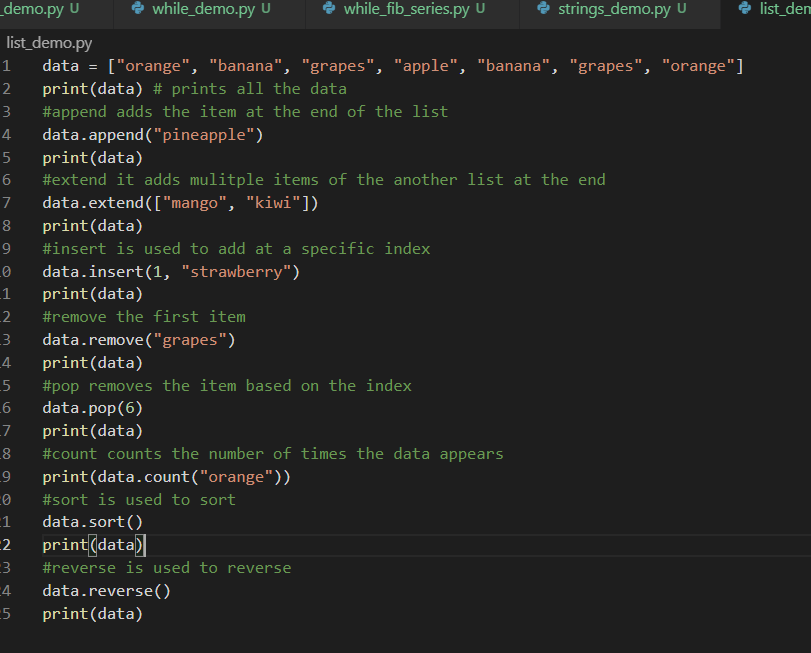 _demo.py U while_demo.py U while_fib_series.py U strings_demo.py U list_dem
list_demo.py
1 data = ["orange", "banana", "grapes", "apple", "banana", "grapes", "orange"]
2 print(data) # prints all the data
3 #append adds the item at the end of the list
4 data.append("pineapple")
5 print(data)
6 #extend it adds mulitple items of the another list at the end
7 data.extend(["mango", "kiwi"])
8 print(data)
9 #insert is used to add at a specific index
0 data.insert(1, "strawberry")
1 print(data)
2 #remove the first item
3 data.remove("grapes")
4 print(data)
5 #pop removes the item based on the index
6 data.pop(6)
7 print(data)
8 #count counts the number of times the data appears
9 print(data.count("orange"))
0 #sort is used to sort
1 data.sort()
2 print(data)
3 #reverse is used to reverse
4 data.reverse()
5 print(data)